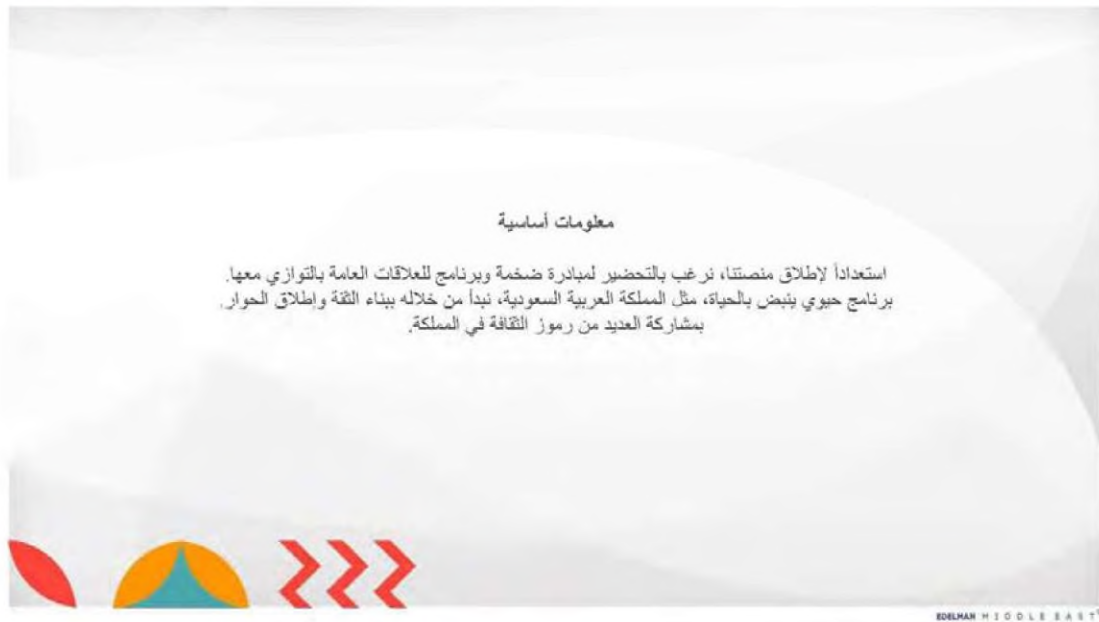 معلومات أساسية
استعداداً لإطلاق منصتنا، نرغب بالتحضير لمبادرة ضخمة وبرنامج للعلاقات العامة بالتوازي معها.
برنامج حيوي ينبض بالحياة، مثل المملكة العربية السعودية، نبدأ من خلاله ببناء الثقة وإطلاق الحوار.
بمشاركة العديد من رموز الثقافة في المملكة.
EDELMAN MIDDLE EAST